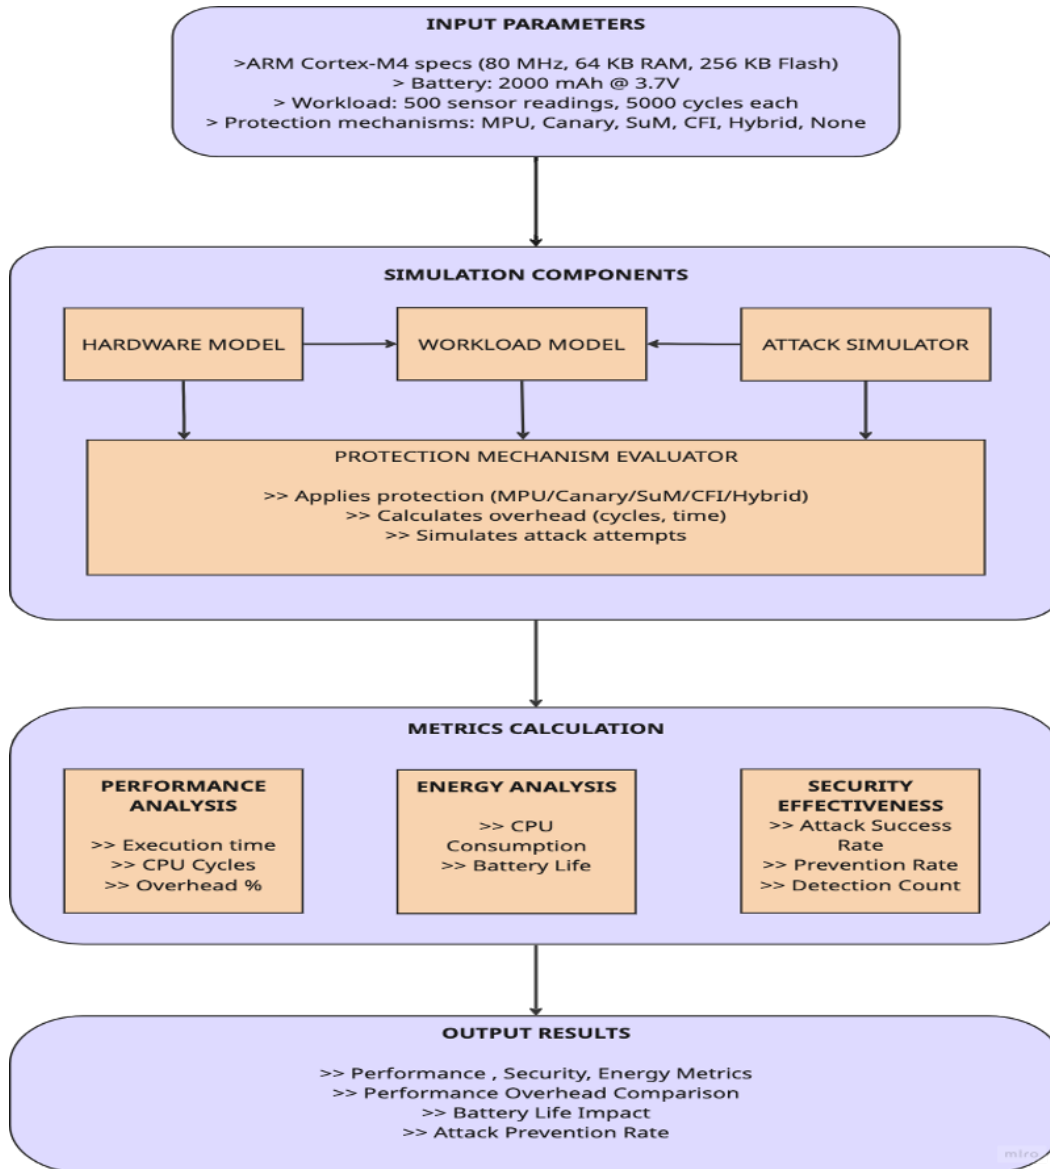 INPUT PARAMETERS
>ARM Cortex-M4 specs (80 MHz, 64 KB RAM, 256 KB Flash)
> Battery: 2000 mAh @ 3.7V
> Workload: 500 sensor readings, 5000 cycles each
> Protection mechanisms: MPU, Canary, SuM, CFI, Hybrid, None
SIMULATION COMPONENTS
HARDWARE MODEL
WORKLOAD MODEL
ATTACK SIMULATOR
PROTECTION MECHANISM EVALUATOR
>> Applies protection (MPU/Canary/SuM/CFI/Hybrid)
>> Calculates overhead (cycles, time)
>> Simulates attack attempts
METRICS CALCULATION
PERFORMANCE
ANALYSIS
>> Execution time
>> CPU Cycles
>> Overhead %
ENERGY ANALYSIS
>> CPU
Consumption
>> Battery Life
SECURITY
EFFECTIVENESS
>> Attack Success
Rate
>> Prevention Rate
>> Detection Count
OUTPUT RESULTS
>> Performance , Security, Energy Metrics
>> Performance Overhead Comparison
>> Battery Life Impact
>> Attack Prevention Rate
miro